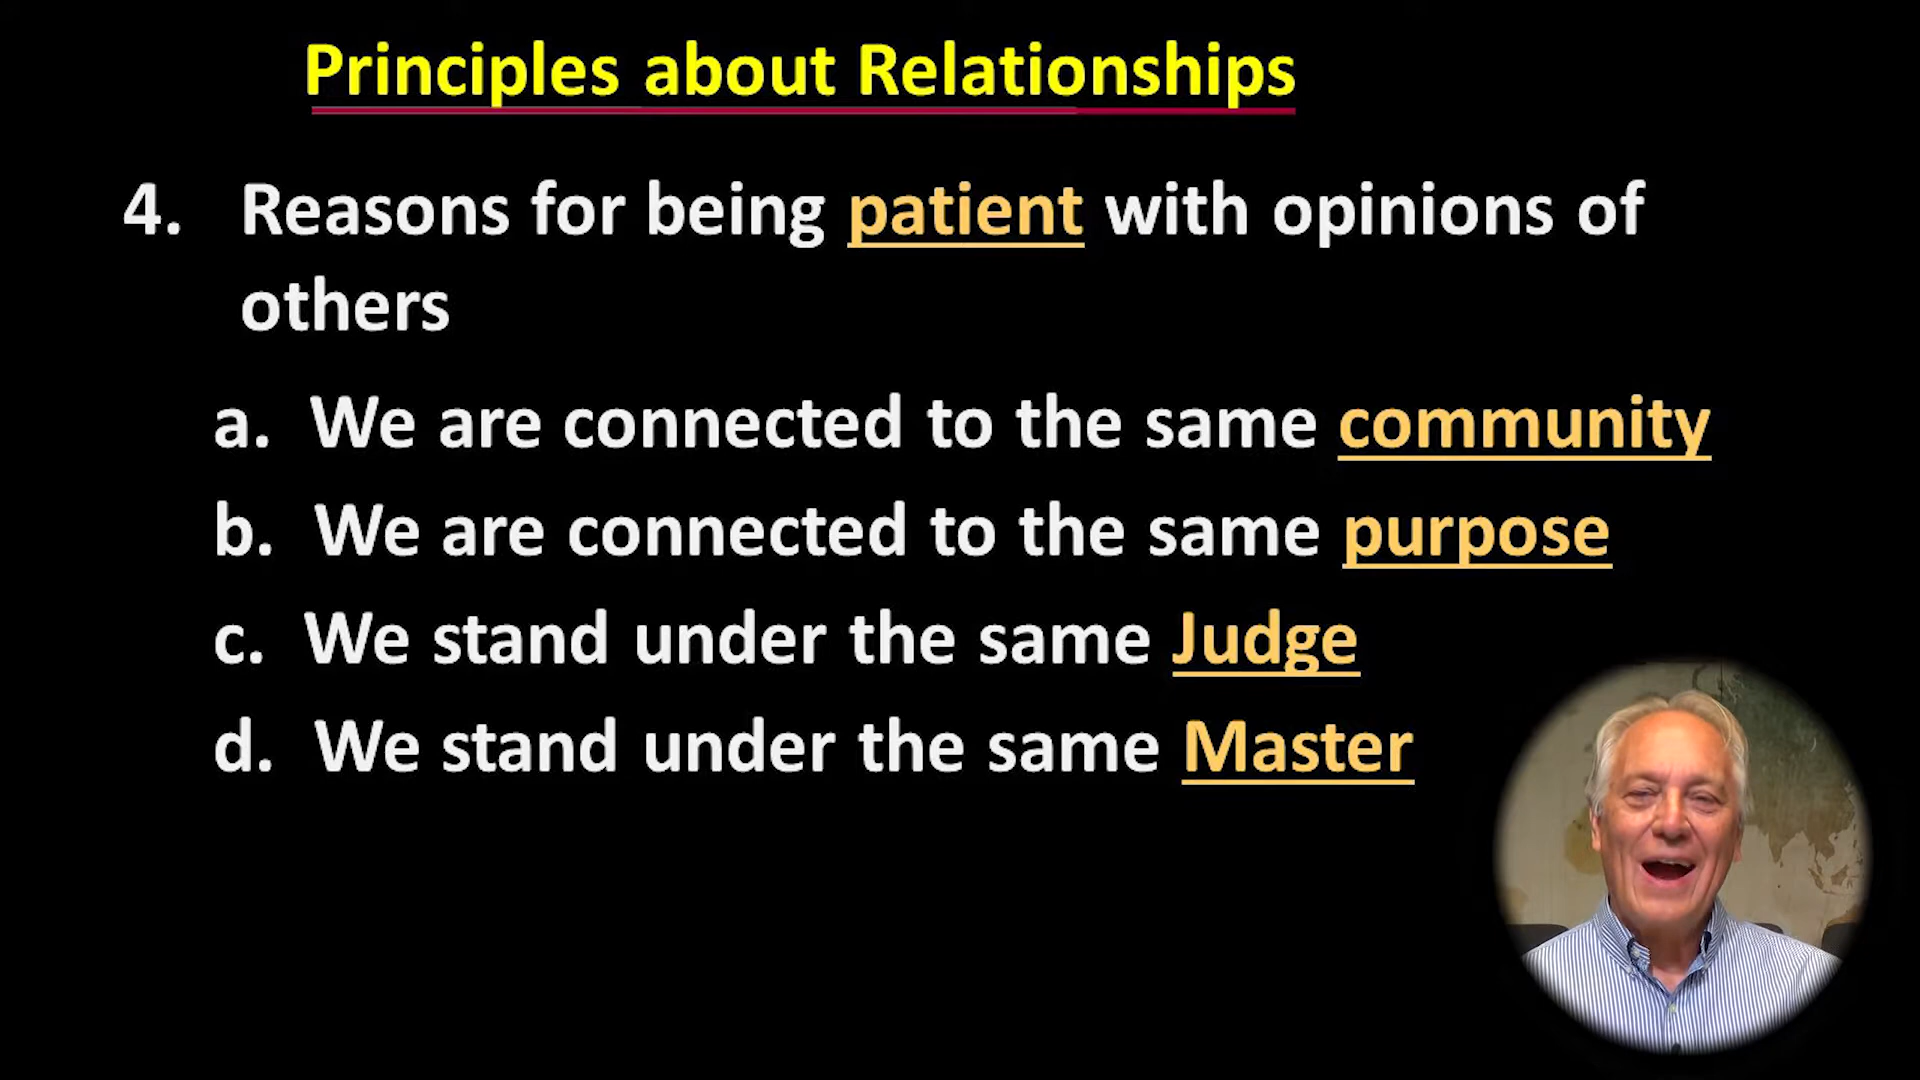 Principles about Relationships
4. Reasons for being patient with opinions of
others
a. We are connected to the same community
b. We are connected to the same purpose
c. We stand under the same Judge
d. We stand under the same Master